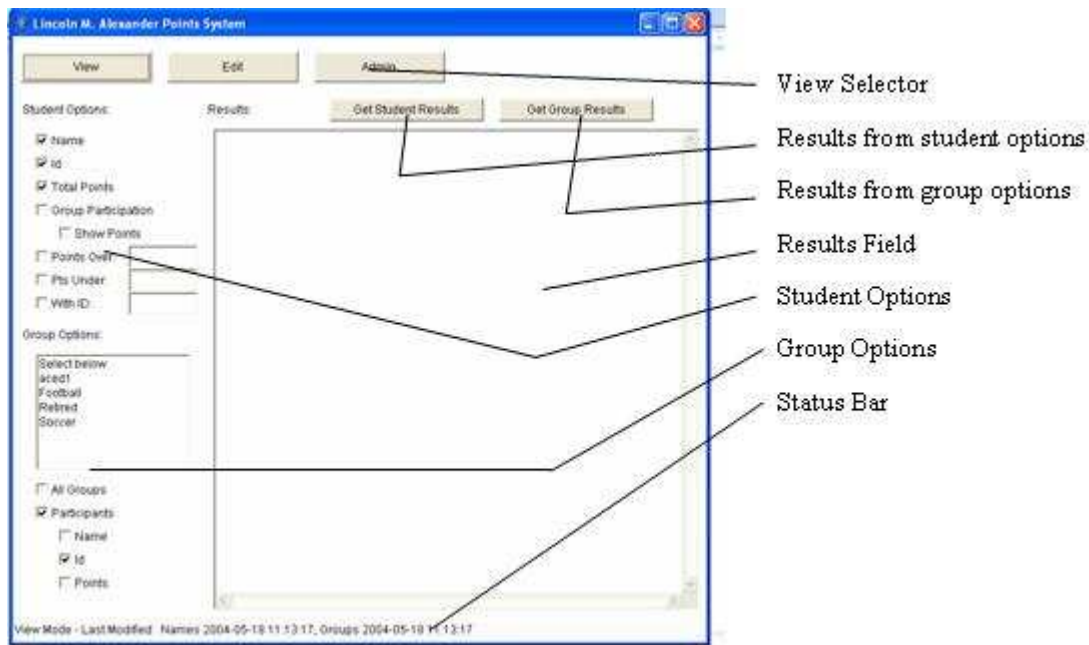 Lincoln M. Alexander Points System
View Edit Admin
View Selector
Student Options: Results: Get Student Results Get Group Results
Results from student options
Name
Id
Total Points
Results from group options
Group Participation
Show Points
Results Field
Points Over:
Pts Under:
With ID:
Student Options
Group Options:
Group Options
Select below
aced1
Football
Retired
Soccer
Status Bar
All Groups
Participants
Name
Id
Points
View Mode - Last Modified: Names 2004-05-18 11:13:17, Groups 2004-05-18 11:13:17